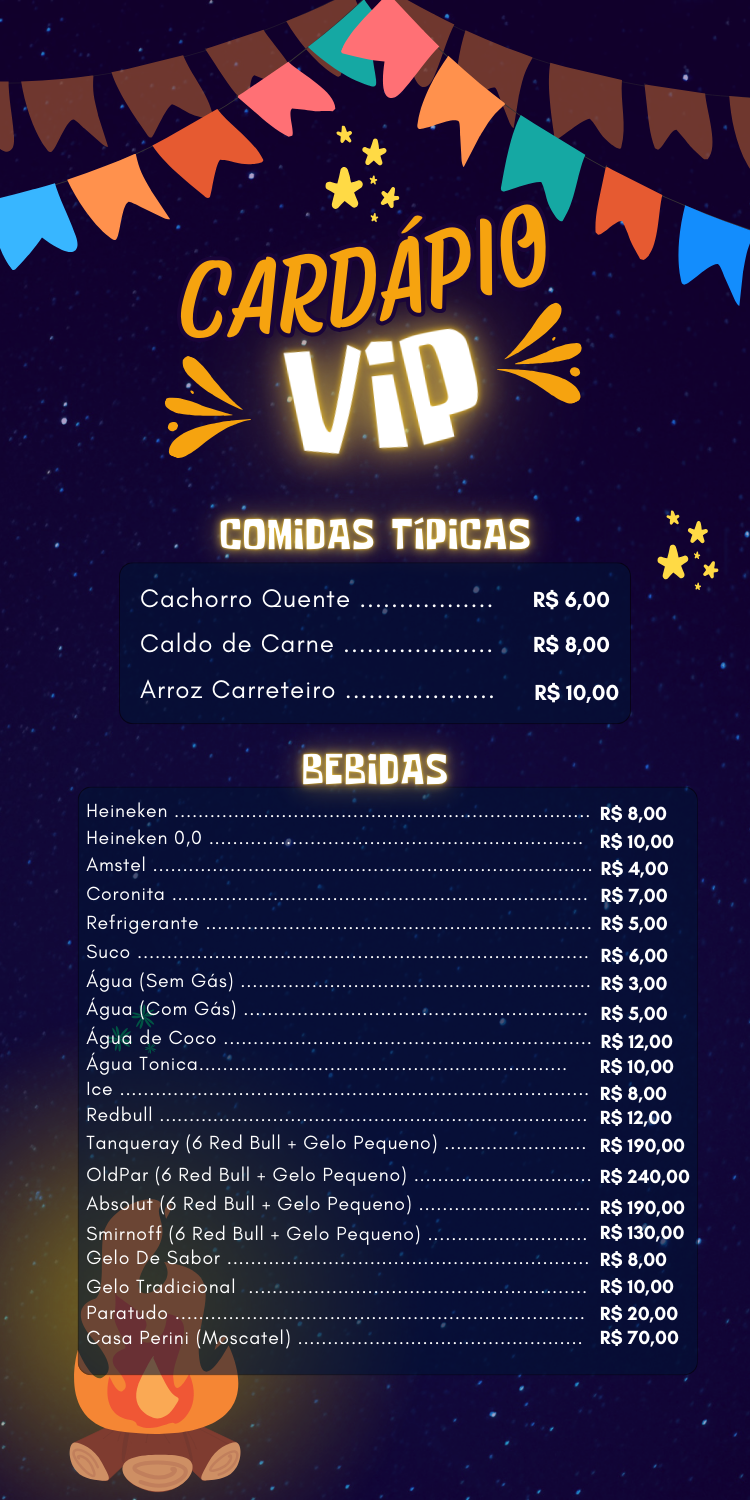 CARDÁPIO
VIP
COMIDAS TÍPICAS
Cachorro Quente ................. R$ 6,00
Caldo de Carne ................... R$ 8,00
Arroz Carreteiro ................... R$ 10,00
BEBIDAS
Heineken ........................................................................ R$ 8,00
Heineken 0,0 ................................................................. R$ 10,00
Amstel ............................................................................ R$ 4,00
Coronita ........................................................................ R$ 7,00
Refrigerante ................................................................... R$ 5,00
Suco .............................................................................. R$ 6,00
Água (Sem Gás) ............................................................. R$ 3,00
Água (Com Gás) ............................................................ R$ 5,00
Água de Coco ................................................................ R$ 12,00
Água Tonica................................................................ R$ 10,00
Ice ................................................................................. R$ 8,00
Redbull .......................................................................... R$ 12,00
Tanqueray (6 Red Bull + Gelo Pequeno) ......................... R$ 190,00
OldPar (6 Red Bull + Gelo Pequeno) ............................... R$ 240,00
Absolut (6 Red Bull + Gelo Pequeno) .............................. R$ 190,00
Smirnoff (6 Red Bull + Gelo Pequeno) ............................ R$ 130,00
Gelo De Sabor ............................................................... R$ 8,00
Gelo Tradicional ........................................................... R$ 10,00
Paratudo ........................................................................ R$ 20,00
Casa Perini (Moscatel) .................................................. R$ 70,00